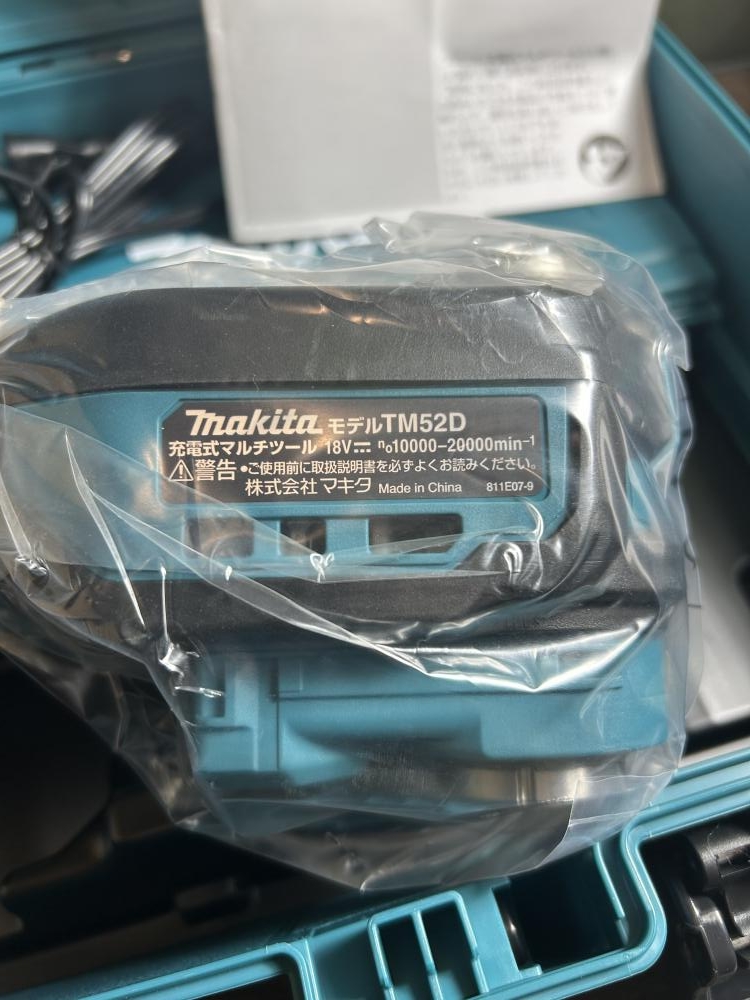 makita モデルTM52D
充電式マルチツール 18V⎓ n₀10000–20000min⁻¹
⚠警告 •ご使用前に取扱説明書を必ずよくお読みください。
株式会社マキタ Made in China 811E07-9